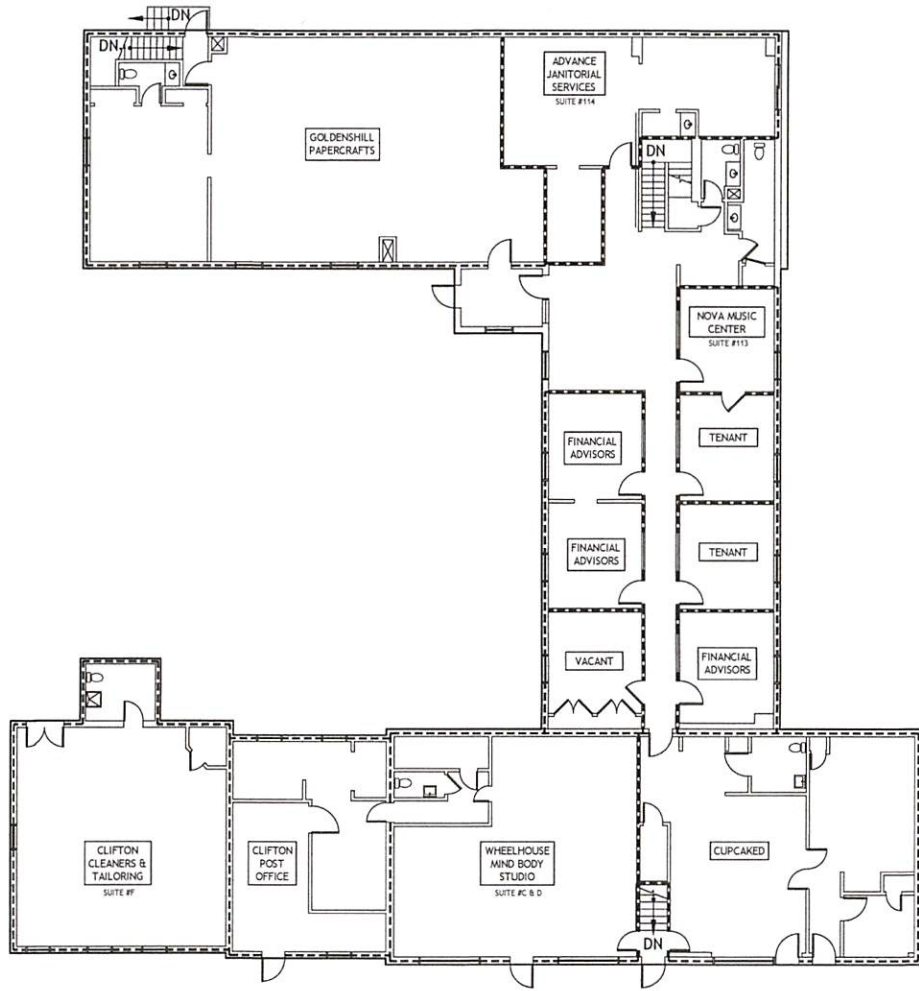 DN
DN
ADVANCE
JANITORIAL
SERVICES
SUITE #114
GOLDENSHILL
PAPERCRAFTS
DN
NOVA MUSIC
CENTER
SUITE #113
FINANCIAL
ADVISORS
TENANT
FINANCIAL
ADVISORS
TENANT
VACANT
FINANCIAL
ADVISORS
CLIFTON
CLEANERS &
TAILORING
SUITE #F
CLIFTON
POST
OFFICE
WHEELHOUSE
MIND BODY
STUDIO
SUITE #C & D
CUPCAKED
DN